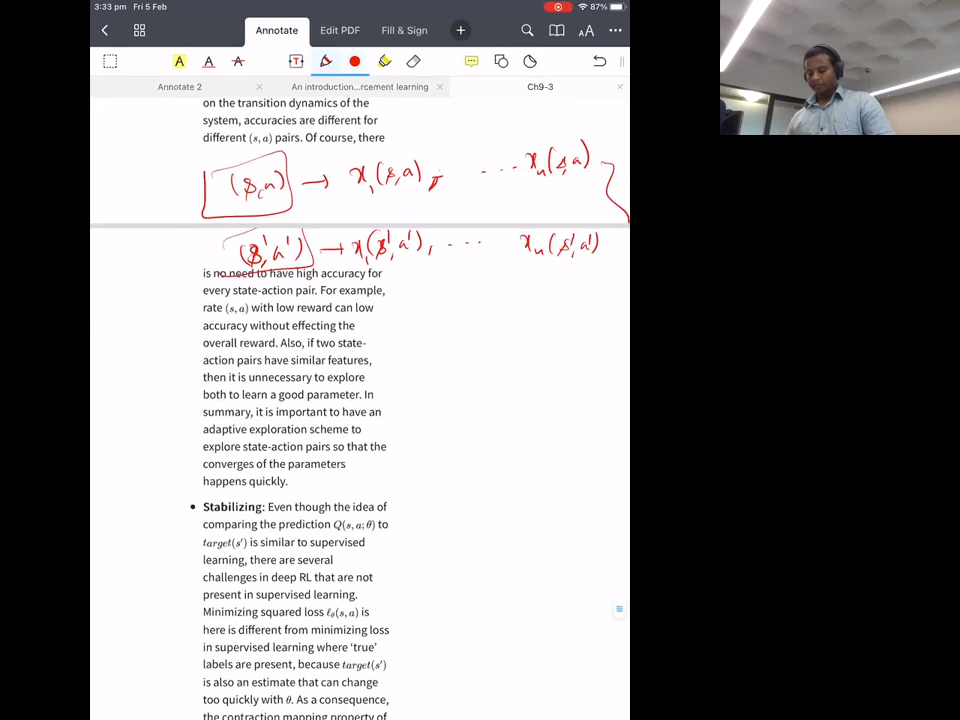 3:33 pm Fri 5 Feb
87%
Annotate
Edit PDF
Fill & Sign
Annotate 2
An introduction...rcement learning
Ch9-3
on the transition dynamics of the
system, accuracies are different for
different (s, a) pairs. Of course, there
(s, a) → x₁(s, a), ... xₙ(s, a)
(s', a') → x₁(s', a'), ... xₙ(s', a')
is no need to have high accuracy for
every state-action pair. For example,
rate (s, a) with low reward can low
accuracy without effecting the
overall reward. Also, if two state-
action pairs have similar features,
then it is unnecessary to explore
both to learn a good parameter. In
summary, it is important to have an
adaptive exploration scheme to
explore state-action pairs so that the
converges of the parameters
happens quickly.
• Stabilizing: Even though the idea of
comparing the prediction Q(s, a; θ) to
target(s') is similar to supervised
learning, there are several
challenges in deep RL that are not
present in supervised learning.
Minimizing squared loss ℓ_θ(s, a) is
here is different from minimizing loss
in supervised learning where 'true'
labels are present, because target(s')
is also an estimate that can change
too quickly with θ. As a consequence,
the contraction mapping property of